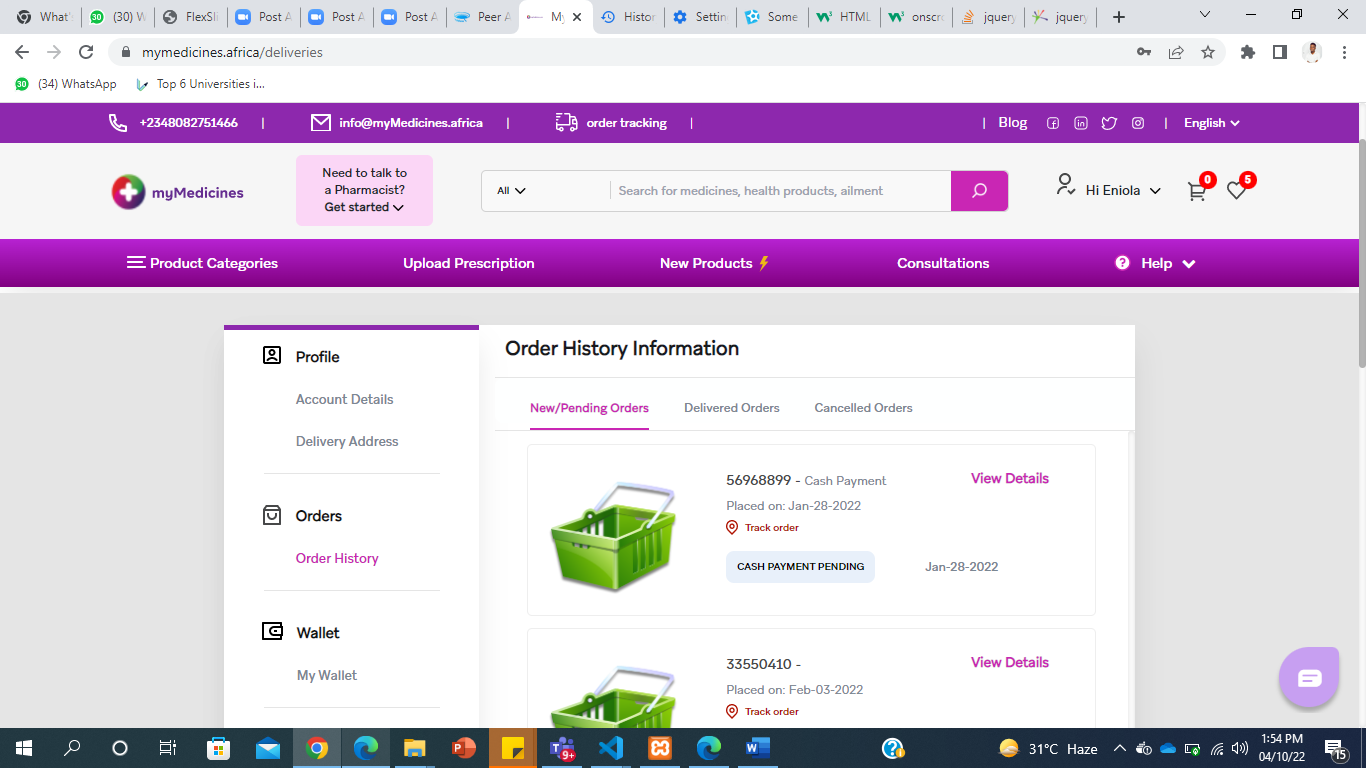 What's
(30) W
FlexSli
Post A
Post A
Post A
Peer A
My
Histor
Settin
Some
HTML
onscro
jquery
jquery
mymedicines.africa/deliveries
30 (34) WhatsApp
Top 6 Universities i...
+2348082751466 | info@myMedicines.africa | order tracking |
| Blog | English
Need to talk to
a Pharmacist?
Get started
myMedicines
All
Search for medicines, health products, ailment
Hi Eniola
0
5
Product Categories
Upload Prescription
New Products
Consultations
? Help
Profile
Account Details
Delivery Address
Orders
Order History
Wallet
My Wallet
Order History Information
New/Pending Orders
Delivered Orders
Cancelled Orders
56968899 - Cash Payment
View Details
Placed on: Jan-28-2022
Track order
CASH PAYMENT PENDING
Jan-28-2022
33550410 -
View Details
Placed on: Feb-03-2022
Track order
9+
31°C Haze
1:54 PM
04/10/22
15